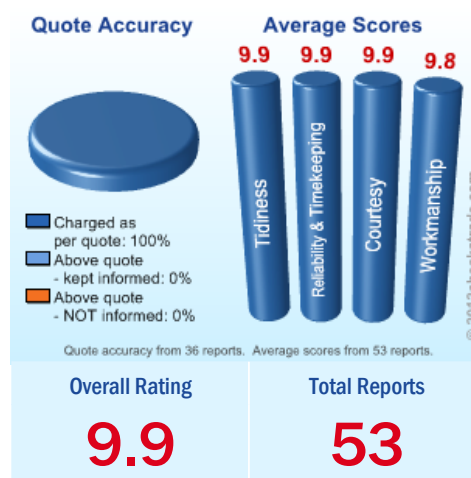 Quote Accuracy
Average Scores
9.9
9.9
9.9
9.8
Tidiness
Reliability & Timekeeping
Courtesy
Workmanship
Charged as
per quote: 100%
Above quote
- kept informed: 0%
Above quote
- NOT informed: 0%
Quote accuracy from 36 reports. Average scores from 53 reports.
Overall Rating
Total Reports
9.9
53